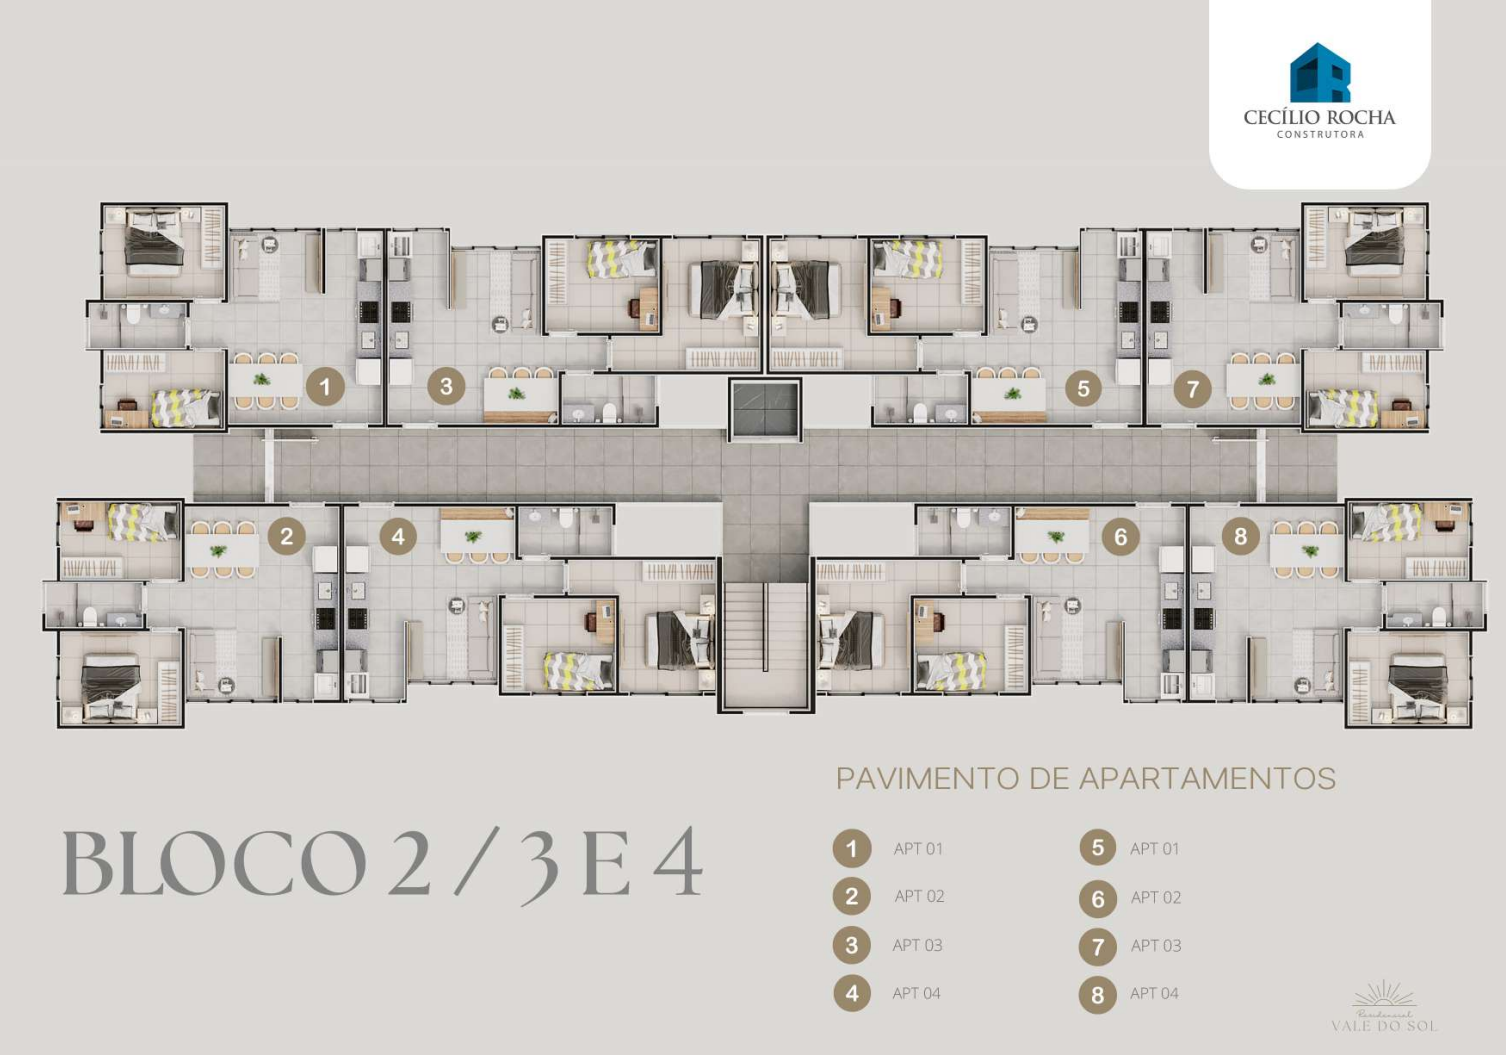 CECÍLIO ROCHA
CONSTRUTORA
1
3
5
7
2
4
6
8
PAVIMENTO DE APARTAMENTOS
BLOCO 2 / 3 E 4
1 APT 01
2 APT 02
3 APT 03
4 APT 04
5 APT 01
6 APT 02
7 APT 03
8 APT 04
Residencial
VALE DO SOL